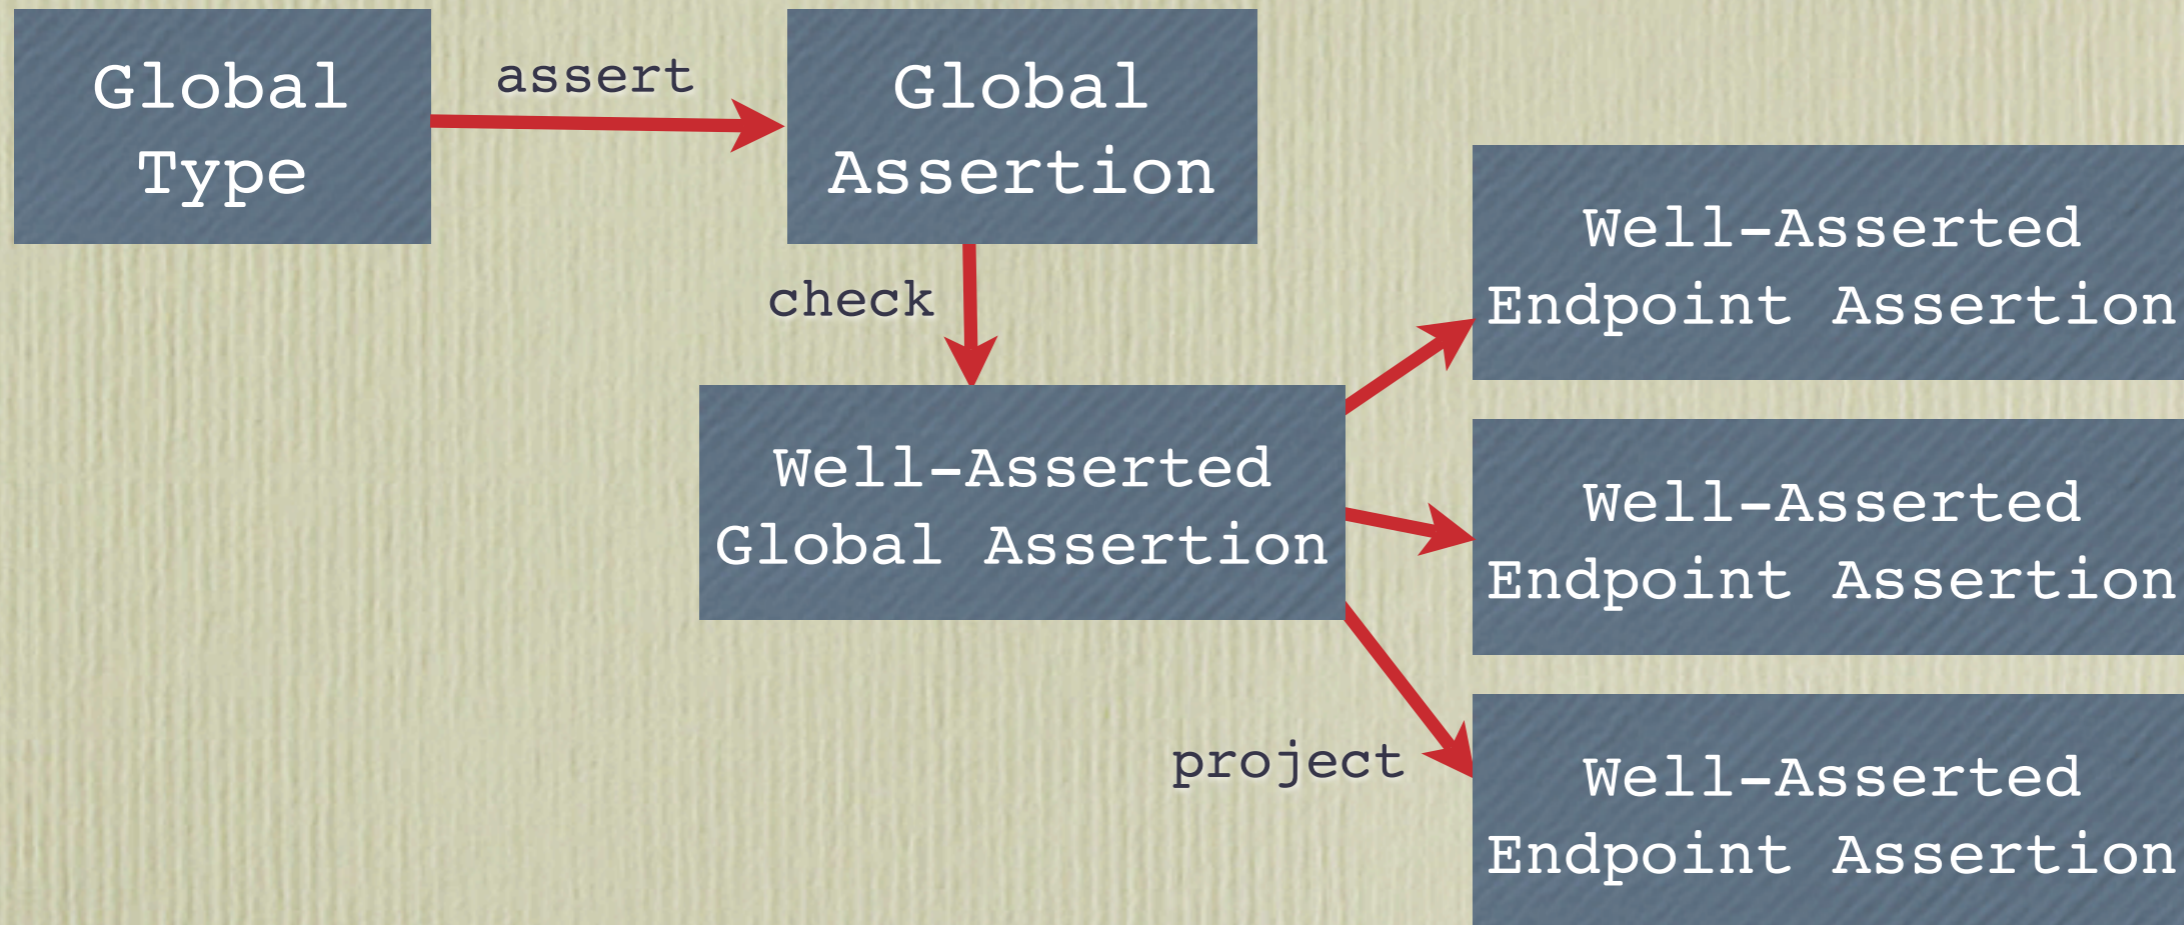 Global
Type
assert
Global
Assertion
check
Well-Asserted
Global Assertion
Well-Asserted
Endpoint Assertion
Well-Asserted
Endpoint Assertion
project
Well-Asserted
Endpoint Assertion